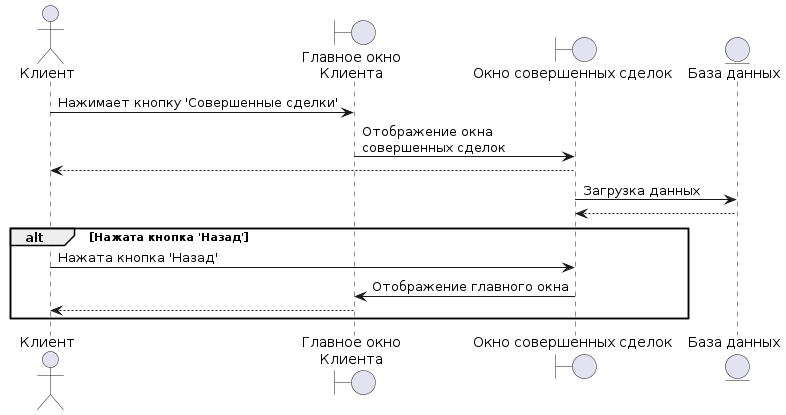 Клиент
Главное окно
Клиента
Окно совершенных сделок
База данных
Нажимает кнопку 'Совершенные сделки'
Отображение окна
совершенных сделок
Загрузка данных
alt
[Нажата кнопка 'Назад']
Нажата кнопка 'Назад'
Отображение главного окна
Клиент
Главное окно
Клиента
Окно совершенных сделок
База данных